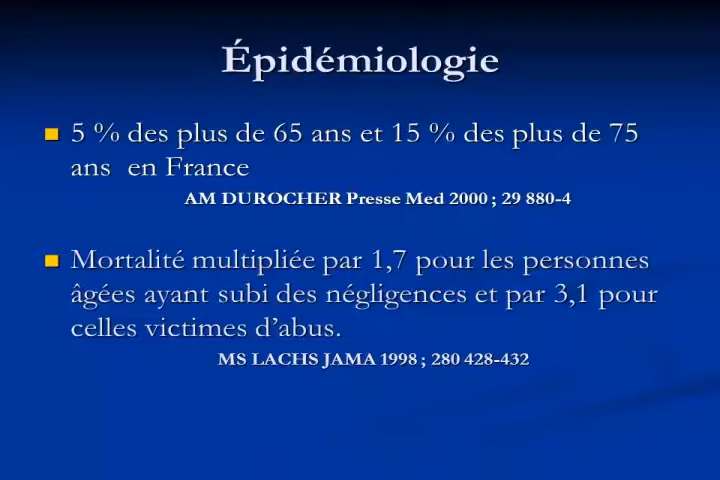 Épidémiologie
5 % des plus de 65 ans et 15 % des plus de 75
ans en France
AM DUROCHER Presse Med 2000 ; 29 880-4
Mortalité multipliée par 1,7 pour les personnes
âgées ayant subi des négligences et par 3,1 pour
celles victimes d’abus.
MS LACHS JAMA 1998 ; 280 428-432